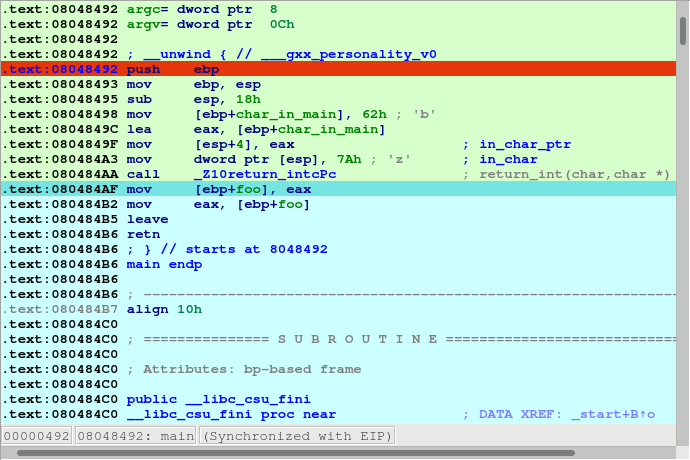 .text:08048492 argc= dword ptr  8
.text:08048492 argv= dword ptr  0Ch
.text:08048492
.text:08048492 ; __unwind { // ___gxx_personality_v0
.text:08048492 push    ebp
.text:08048493 mov     ebp, esp
.text:08048495 sub     esp, 18h
.text:08048498 mov     [ebp+char_in_main], 62h ; 'b'
.text:0804849C lea     eax, [ebp+char_in_main]
.text:0804849F mov     [esp+4], eax            ; in_char_ptr
.text:080484A3 mov     dword ptr [esp], 7Ah ; 'z'      ; in_char
.text:080484AA call    _Z10return_intcPc       ; return_int(char,char *)
.text:080484AF mov     [ebp+foo], eax
.text:080484B2 mov     eax, [ebp+foo]
.text:080484B5 leave
.text:080484B6 retn
.text:080484B6 ; } // starts at 8048492
.text:080484B6 main endp
.text:080484B6
.text:080484B6 ; ---------------------------------------------------------------
.text:080484B7 align 10h
.text:080484C0
.text:080484C0 ; =============== S U B R O U T I N E ===========================
.text:080484C0
.text:080484C0 ; Attributes: bp-based frame
.text:080484C0
.text:080484C0 public __libc_csu_fini
.text:080484C0 __libc_csu_fini proc near               ; DATA XREF: _start+B↑o
00000492 08048492: main (Synchronized with EIP)